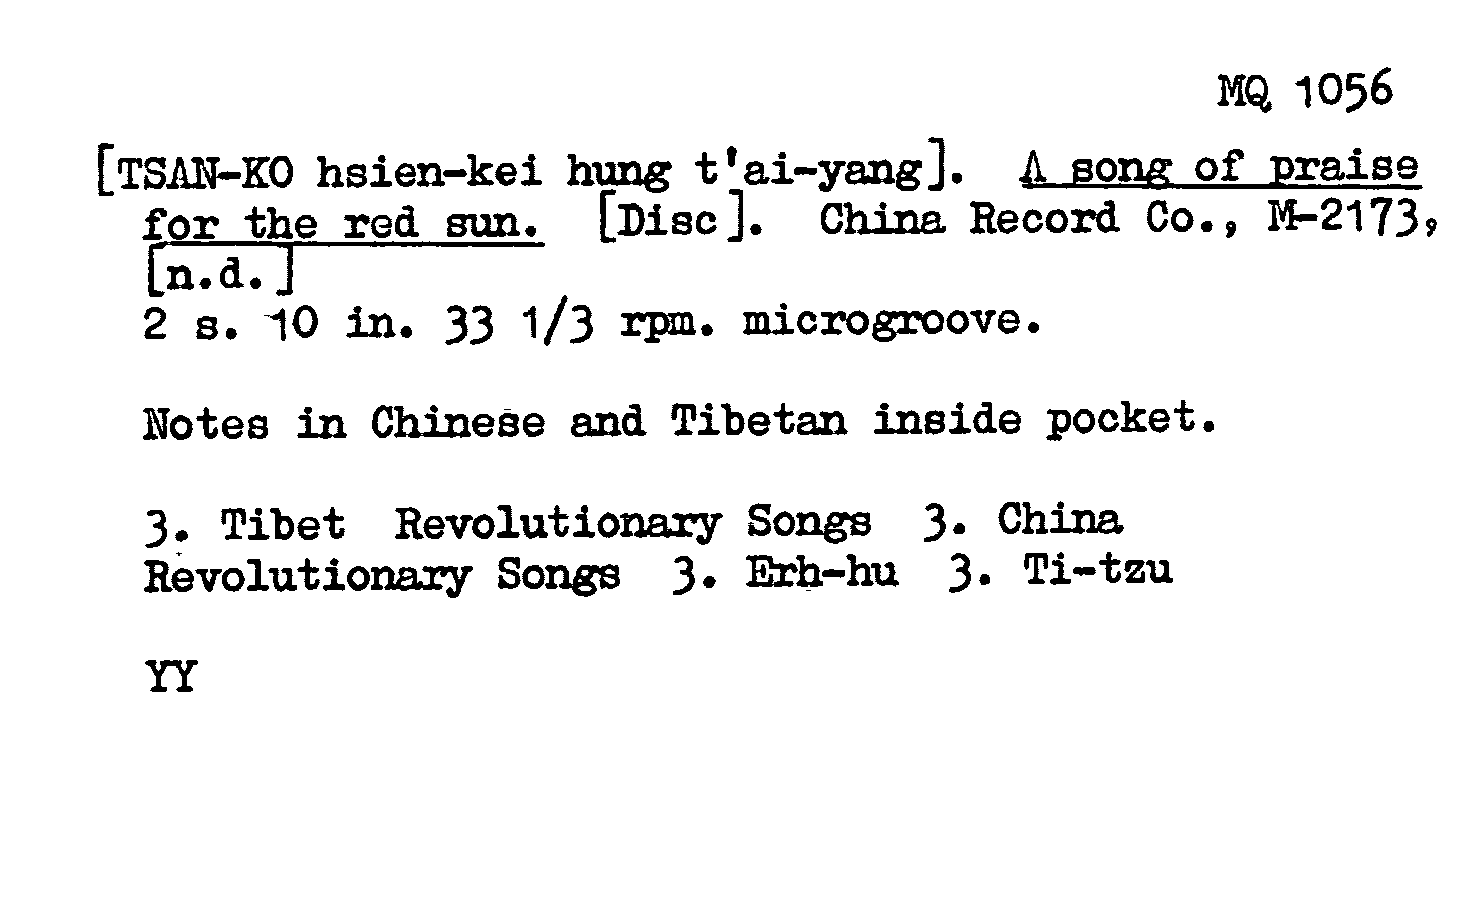 MQ 1056
[TSAN-KO hsien-kei hung t'ai-yang]. A song of praise
for the red sun. [Disc]. China Record Co., M-2173,
[n.d.]
2 s. 10 in. 33 1/3 rpm. microgroove.
Notes in Chinese and Tibetan inside pocket.
3. Tibet Revolutionary Songs 3. China
Revolutionary Songs 3. Erh-hu 3. Ti-tzu
YY